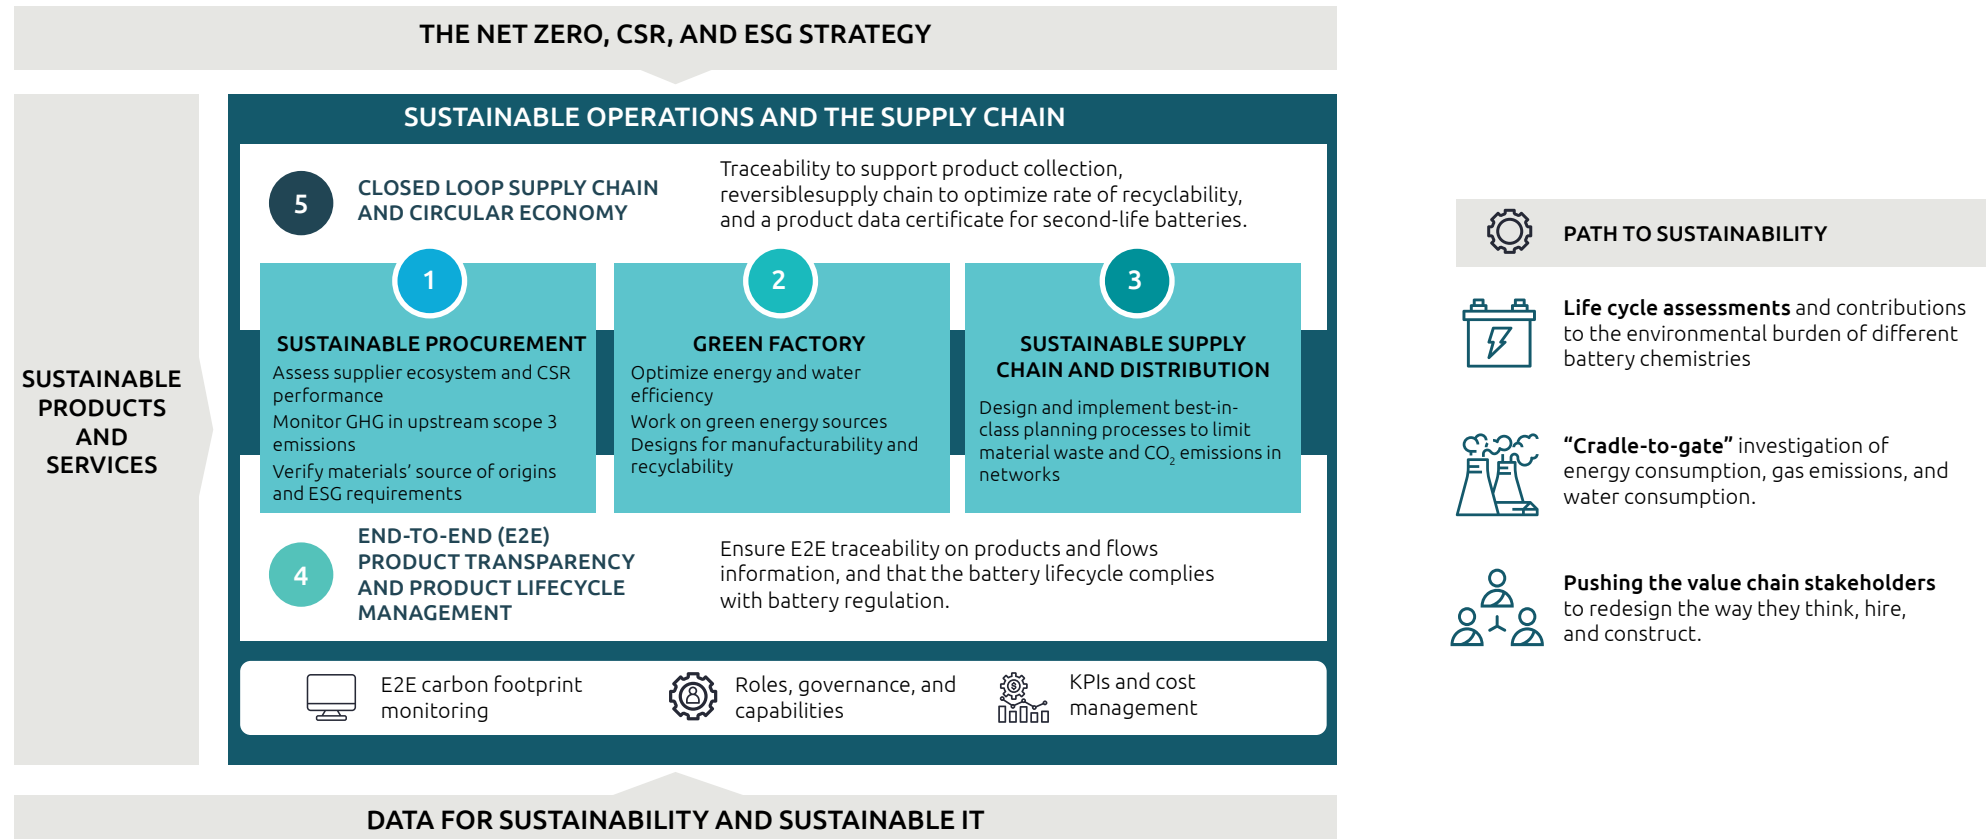 THE NET ZERO, CSR, AND ESG STRATEGY
SUSTAINABLE
PRODUCTS
AND
SERVICES
SUSTAINABLE OPERATIONS AND THE SUPPLY CHAIN
5
CLOSED LOOP SUPPLY CHAIN
AND CIRCULAR ECONOMY
Traceability to support product collection,
reversiblesupply chain to optimize rate of recyclability,
and a product data certificate for second-life batteries.
1
SUSTAINABLE PROCUREMENT
Assess supplier ecosystem and CSR
performance
Monitor GHG in upstream scope 3
emissions
Verify materials’ source of origins
and ESG requirements
2
GREEN FACTORY
Optimize energy and water
efficiency
Work on green energy sources
Designs for manufacturability and
recyclability
3
SUSTAINABLE SUPPLY
CHAIN AND DISTRIBUTION
Design and implement best-in-
class planning processes to limit
material waste and CO₂ emissions in
networks
4
END-TO-END (E2E)
PRODUCT TRANSPARENCY
AND PRODUCT LIFECYCLE
MANAGEMENT
Ensure E2E traceability on products and flows
information, and that the battery lifecycle complies
with battery regulation.
E2E carbon footprint
monitoring
Roles, governance, and
capabilities
$
KPIs and cost
management
DATA FOR SUSTAINABILITY AND SUSTAINABLE IT
PATH TO SUSTAINABILITY
Life cycle assessments and contributions
to the environmental burden of different
battery chemistries
“Cradle-to-gate” investigation of
energy consumption, gas emissions, and
water consumption.
Pushing the value chain stakeholders
to redesign the way they think, hire,
and construct.